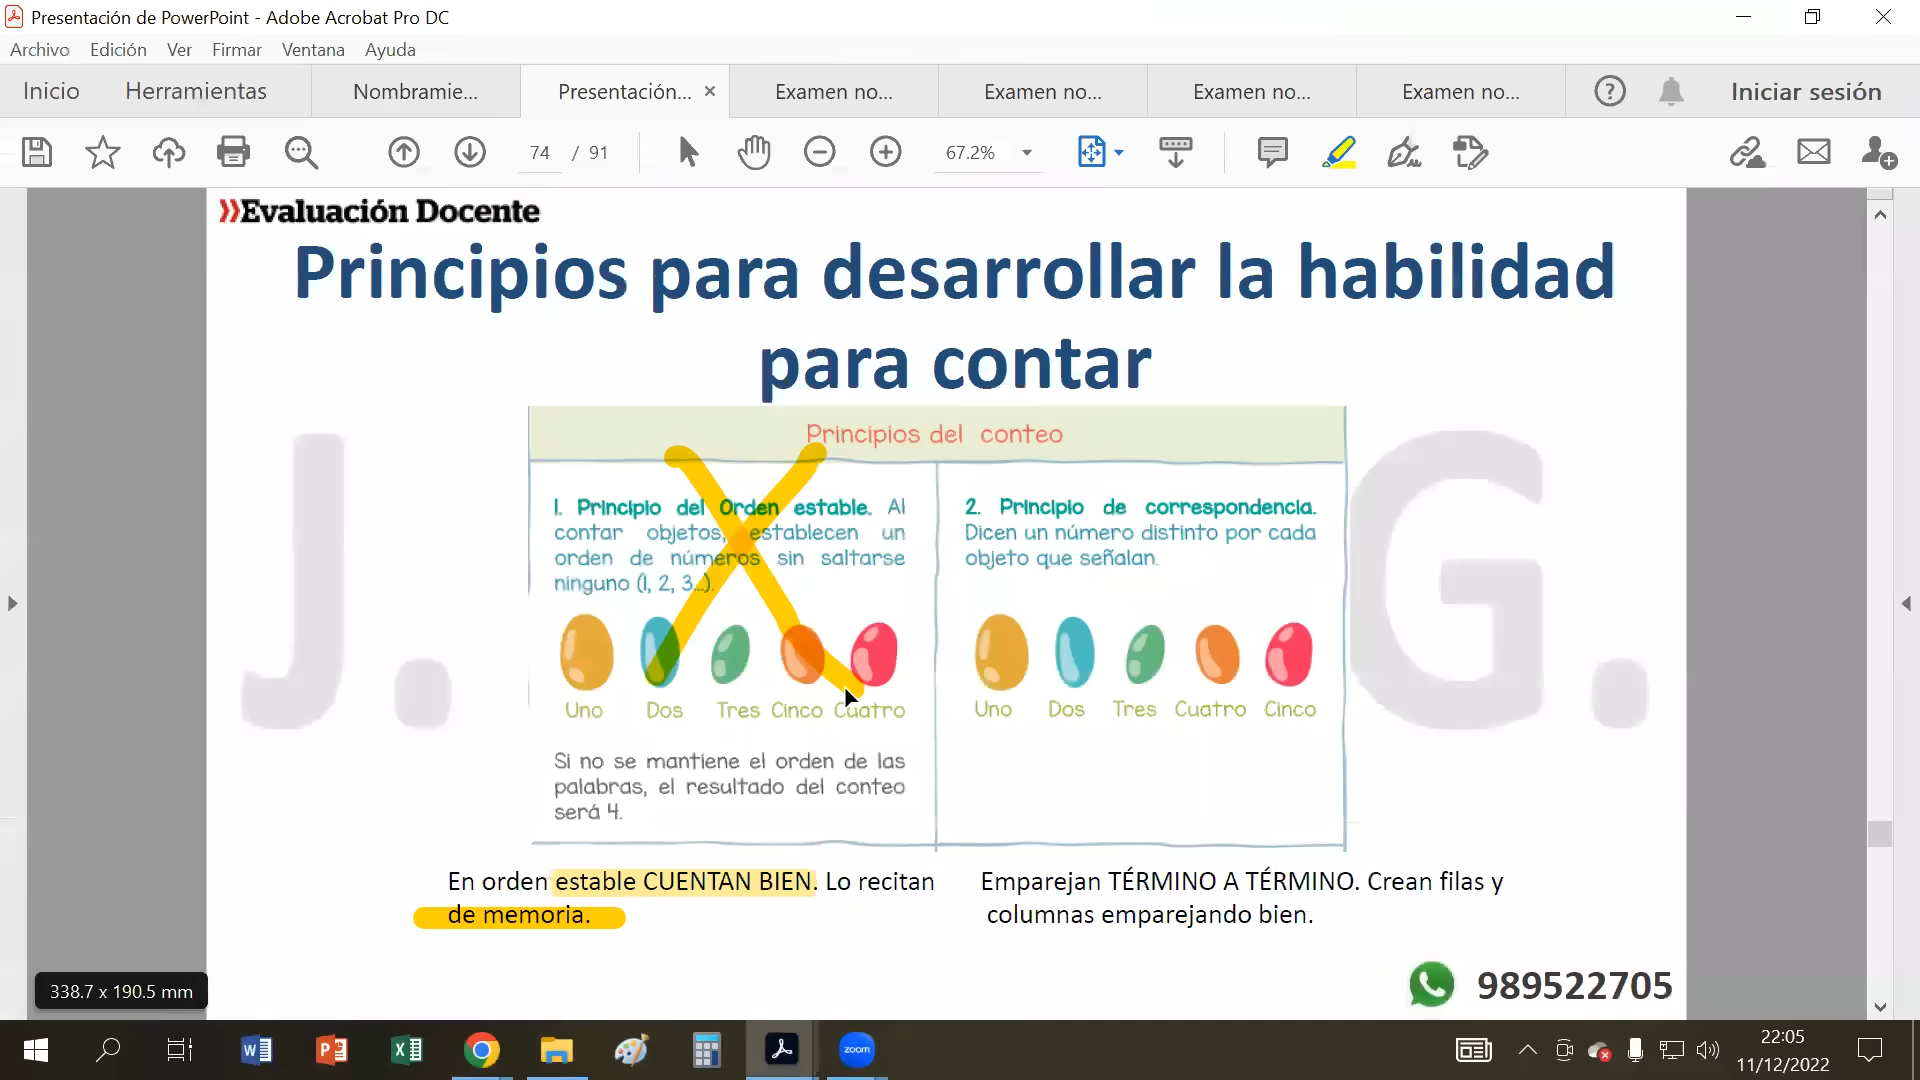 Presentación de PowerPoint - Adobe Acrobat Pro DC
Archivo Edición Ver Firmar Ventana Ayuda
Inicio Herramientas Nombramie... Presentación... × Examen no... Examen no... Examen no... Examen no... Iniciar sesión
74 / 91 67.2%
Evaluación Docente
Principios para desarrollar la habilidad
para contar
J. G.
Principios del conteo
1. Principio del Orden estable. Al
contar objetos, establecen un
orden de números sin saltarse
ninguno (1, 2, 3...).
Uno Dos Tres Cinco Cuatro
Si no se mantiene el orden de las
palabras, el resultado del conteo
será 4.
2. Principio de correspondencia.
Dicen un número distinto por cada
objeto que señalan.
Uno Dos Tres Cuatro Cinco
En orden estable CUENTAN BIEN. Lo recitan
de memoria.
Emparejan TÉRMINO A TÉRMINO. Crean filas y
columnas emparejando bien.
989522705
338.7 x 190.5 mm
zoom
22:05
11/12/2022